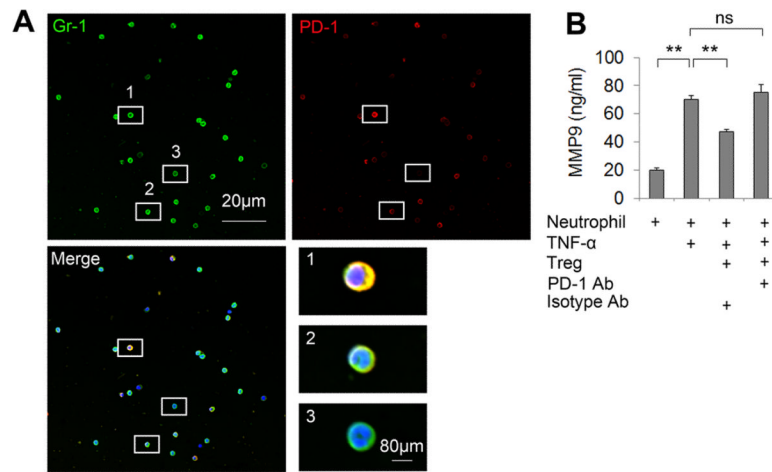 A
Gr-1
1
3
2
20μm
PD-1
Merge
1
2
3
80μm
B
ns
** **
MMP9 (ng/ml)
100
80
60
40
20
0
Neutrophil + + + +
TNF-α + + +
Treg + +
PD-1 Ab +
Isotype Ab +